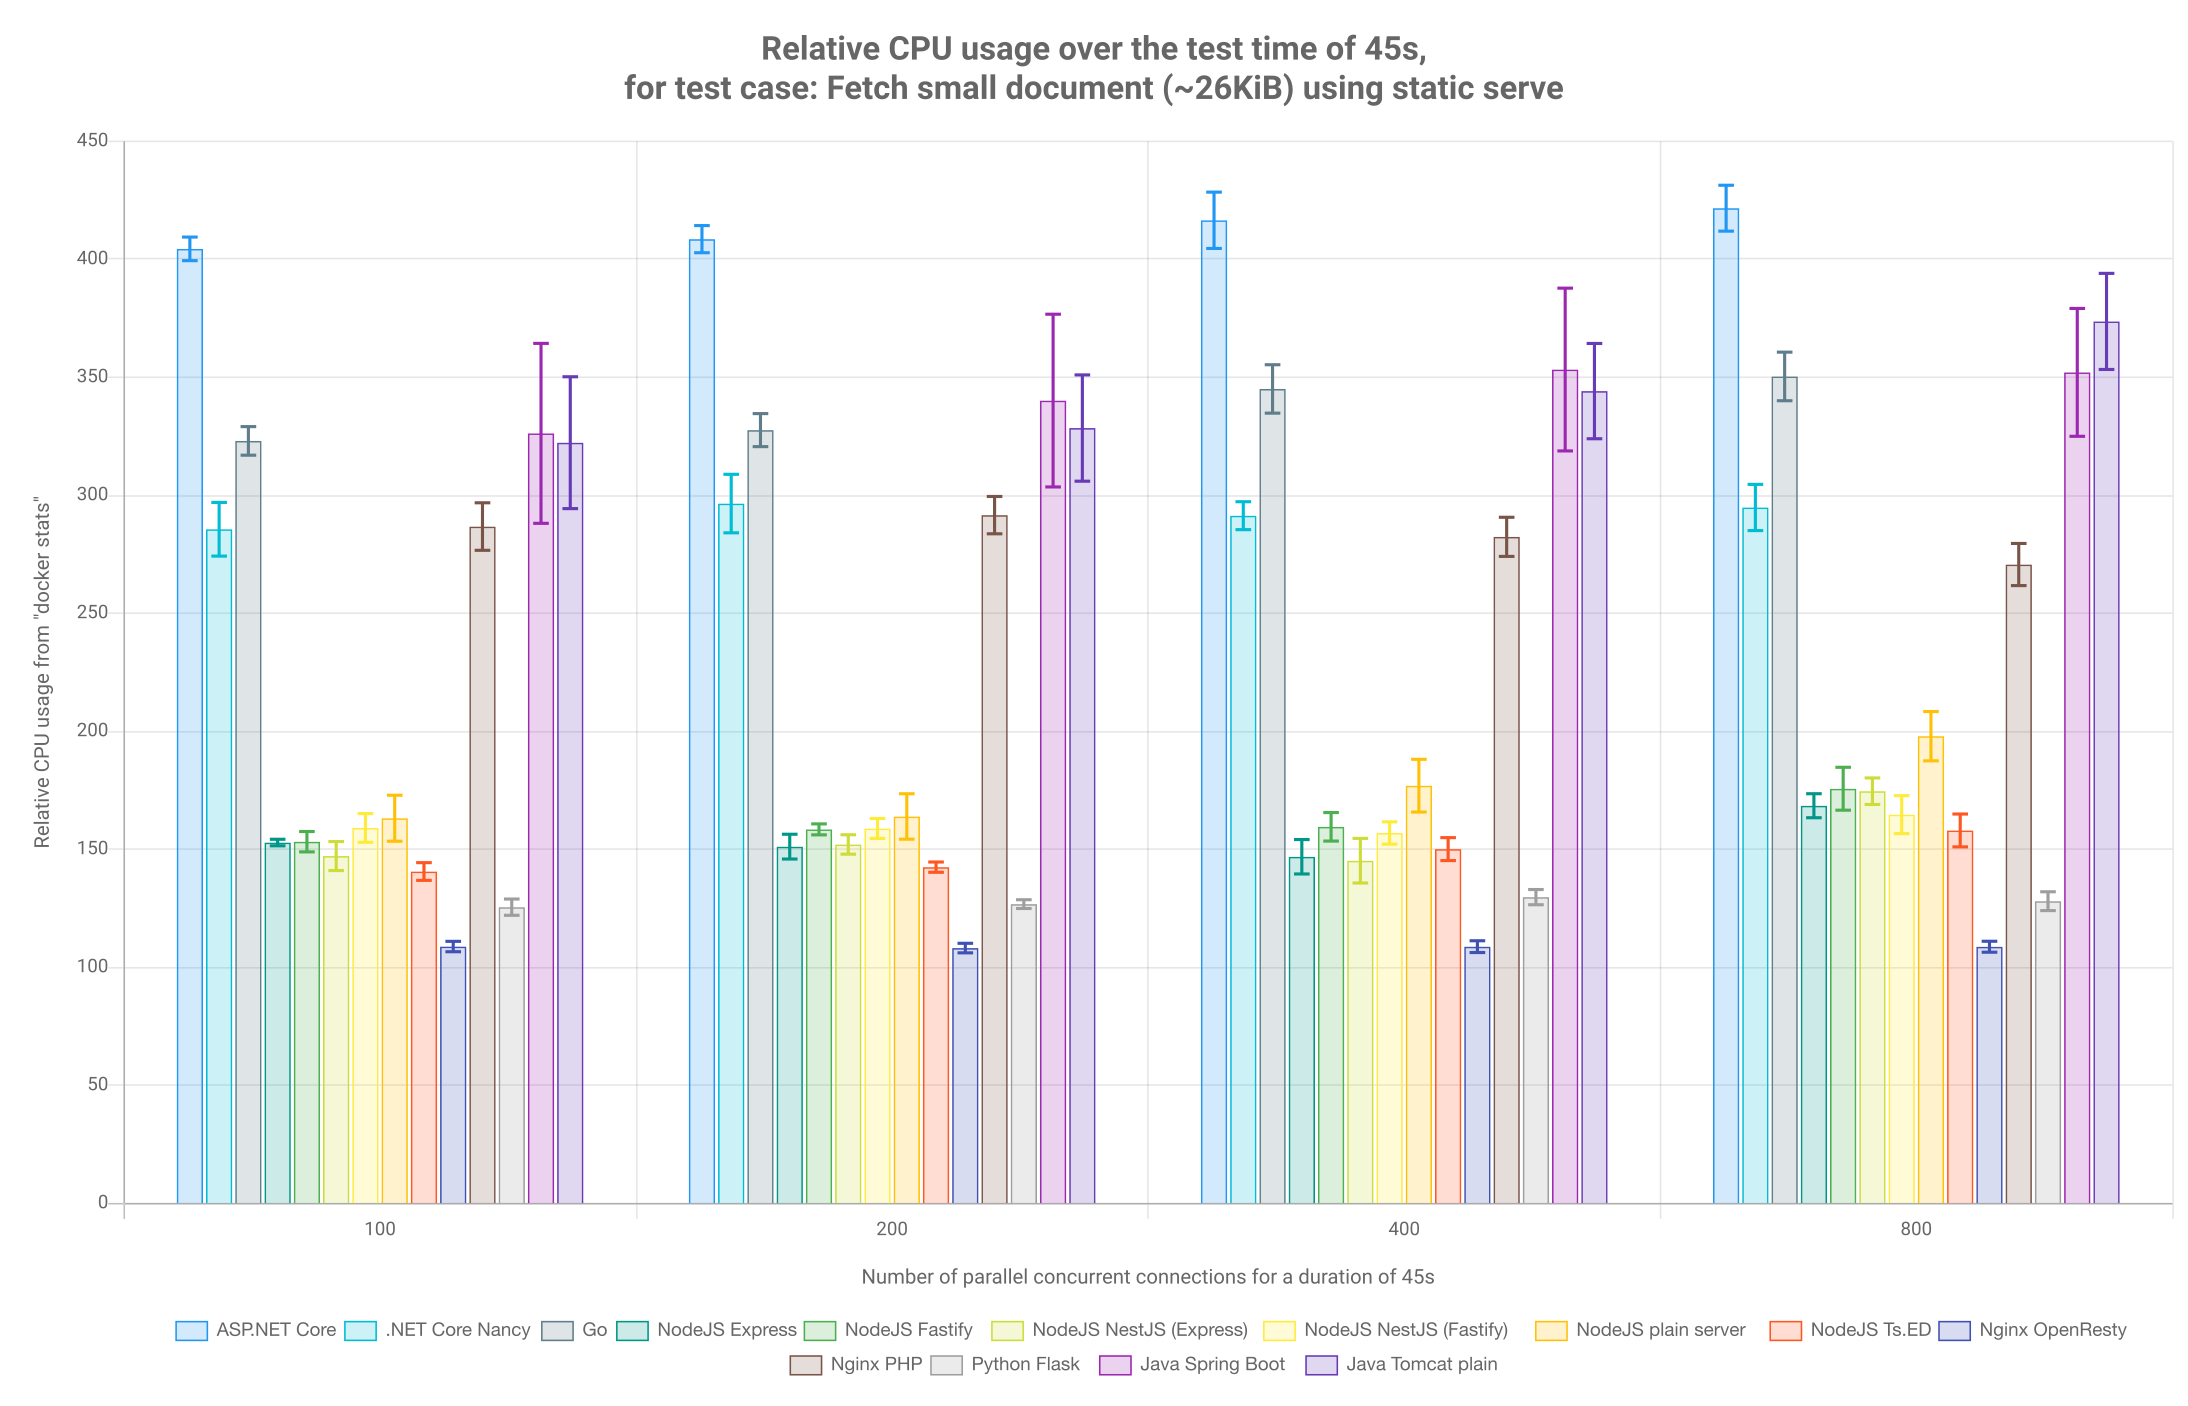 Relative CPU usage over the test time of 45s,
for test case: Fetch small document (~26KiB) using static serve
Relative CPU usage from "docker stats"
450
400
350
300
250
200
150
100
50
0
100 200 400 800
Number of parallel concurrent connections for a duration of 45s
ASP.NET Core .NET Core Nancy Go NodeJS Express NodeJS Fastify NodeJS NestJS (Express) NodeJS NestJS (Fastify) NodeJS plain server NodeJS Ts.ED Nginx OpenResty
Nginx PHP Python Flask Java Spring Boot Java Tomcat plain